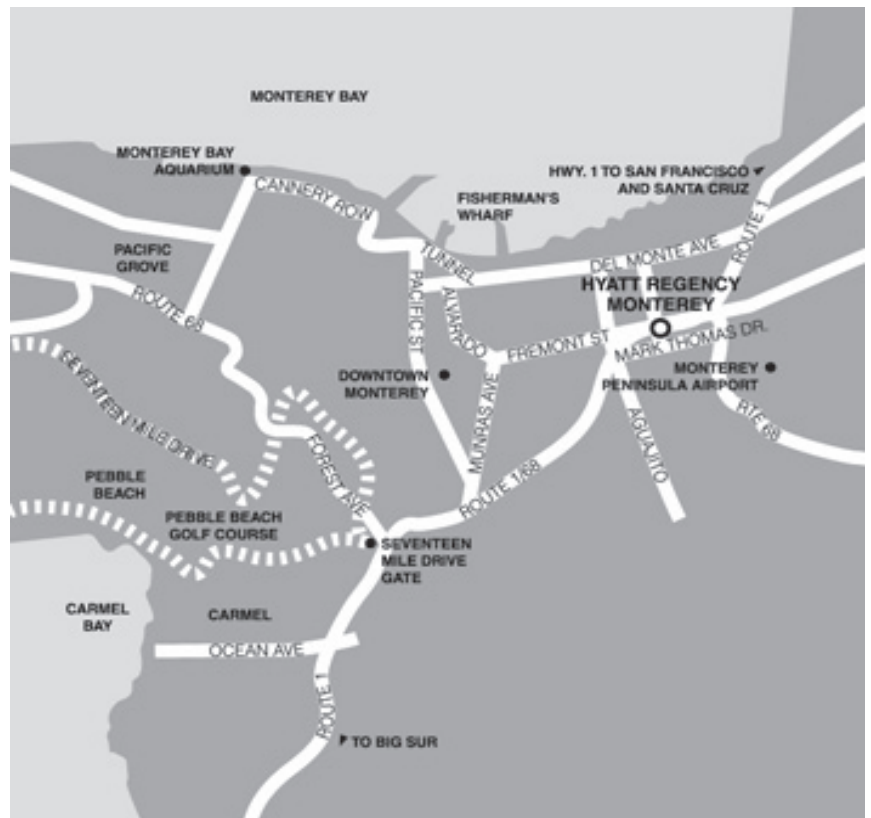 MONTEREY BAY
MONTEREY BAY
AQUARIUM
CANNERY ROW
HWY. 1 TO SAN FRANCISCO
AND SANTA CRUZ
FISHERMAN'S
WHARF
ROUTE 1
PACIFIC
GROVE
TUNNEL
DEL MONTE AVE
ROUTE 68
PACIFIC ST
ALVARADO
HYATT REGENCY
MONTEREY
FREMONT ST
MARK THOMAS DR.
DOWNTOWN
MONTEREY
MONTEREY
PENINSULA AIRPORT
SEVENTEEN MILE DRIVE
MUNRAS AVE
AGUAJITO
RTE 68
FOREST AVE
ROUTE 1/68
PEBBLE
BEACH
PEBBLE BEACH
GOLF COURSE
SEVENTEEN
MILE DRIVE
GATE
CARMEL
BAY
CARMEL
OCEAN AVE
ROUTE 1
TO BIG SUR